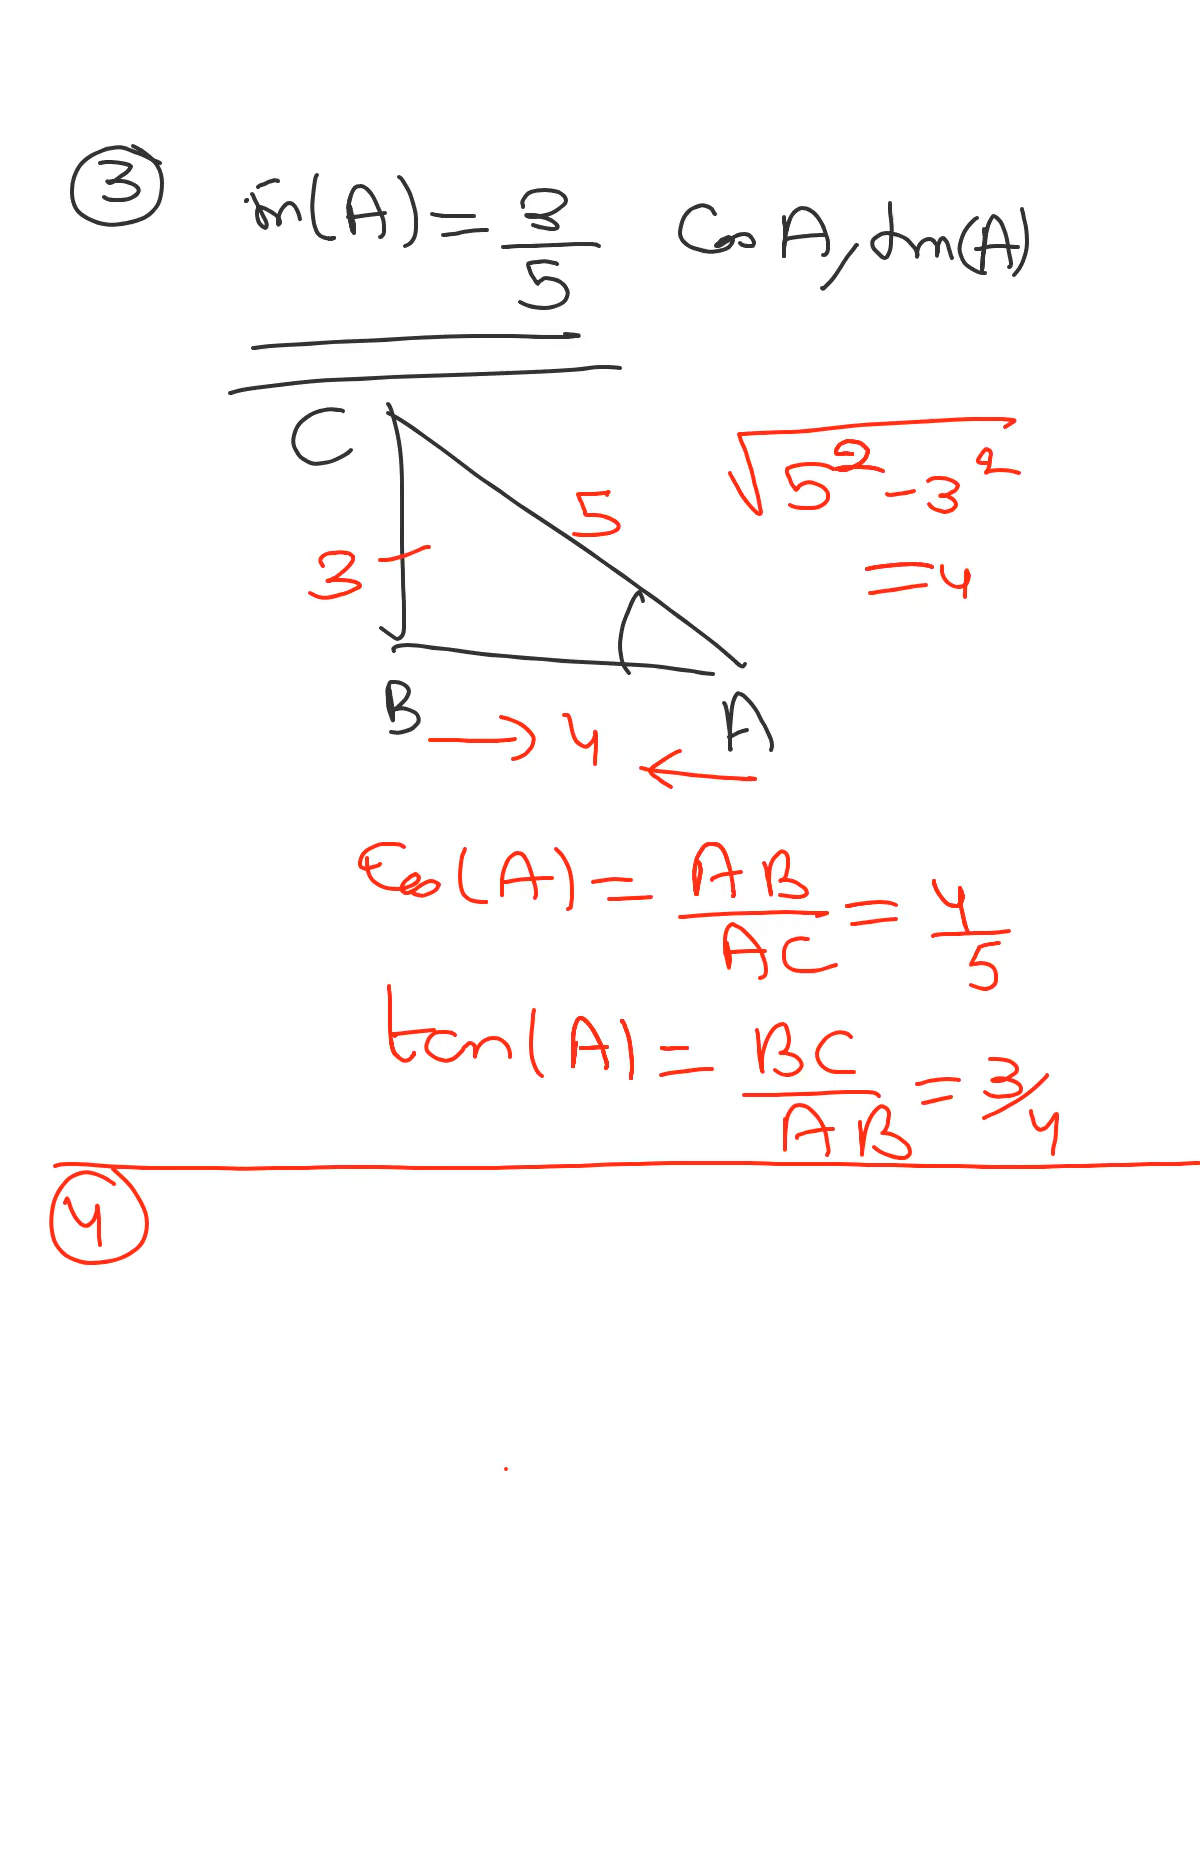 ③ sin(A) = 3/5 Cos A, tan(A)
C
5
√(5² - 3²)
3
= 4
B → 4 ← A
Cos(A) = AB/AC = 4/5
tan(A) = BC/AB = 3/4
④